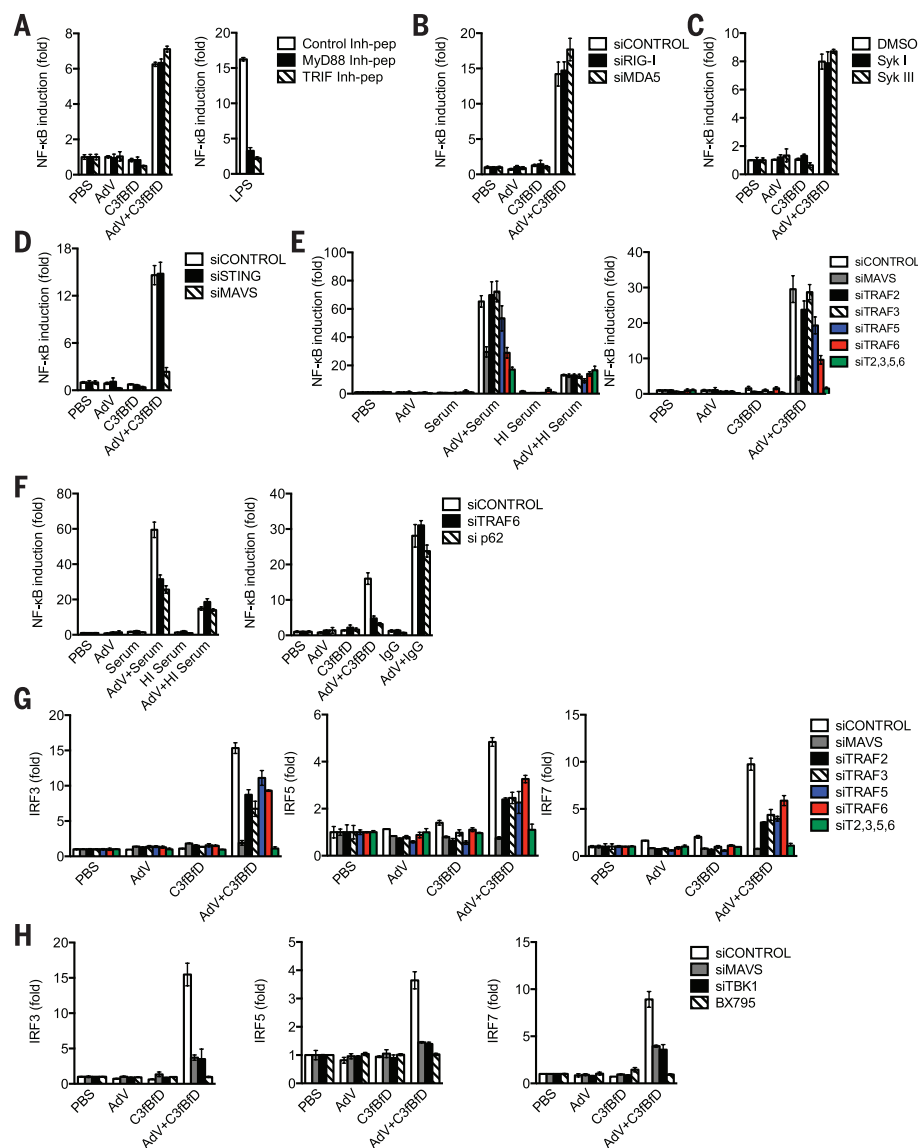 A
NF-κB induction (fold)
8
6
4
2
0
PBS
AdV
C3fBfD
AdV+C3fBfD
NF-κB induction (fold)
20
15
10
5
0
LPS
Control Inh-pep
MyD88 Inh-pep
TRIF Inh-pep
B
NF-κB induction (fold)
20
15
10
5
0
PBS
AdV
C3fBfD
AdV+C3fBfD
siCONTROL
siRIG-I
siMDA5
C
NF-κB induction (fold)
10
8
6
4
2
0
PBS
AdV
C3fBfD
AdV+C3fBfD
DMSO
Syk I
Syk III
D
NF-κB induction (fold)
18
15
12
9
6
3
0
PBS
AdV
C3fBfD
AdV+C3fBfD
siCONTROL
siSTING
siMAVS
E
NF-κB induction (fold)
100
80
60
40
20
0
PBS
AdV
Serum
AdV+Serum
HI Serum
AdV+HI Serum
NF-κB induction (fold)
40
30
20
10
0
PBS
AdV
C3fBfD
AdV+C3fBfD
siCONTROL
siMAVS
siTRAF2
siTRAF3
siTRAF5
siTRAF6
siT2,3,5,6
F
NF-κB induction (fold)
80
60
40
20
0
PBS
AdV
Serum
AdV+Serum
HI Serum
AdV+HI Serum
NF-κB induction (fold)
50
40
30
20
10
0
PBS
AdV
C3fBfD
AdV+C3fBfD
IgG
AdV+IgG
siCONTROL
siTRAF6
si p62
G
IRF3 (fold)
20
15
10
5
0
PBS
AdV
C3fBfD
AdV+C3fBfD
IRF5 (fold)
6
4
2
0
PBS
AdV
C3fBfD
AdV+C3fBfD
IRF7 (fold)
15
10
5
0
PBS
AdV
C3fBfD
AdV+C3fBfD
siCONTROL
siMAVS
siTRAF2
siTRAF3
siTRAF5
siTRAF6
siT2,3,5,6
H
IRF3 (fold)
20
15
10
5
0
PBS
AdV
C3fBfD
AdV+C3fBfD
IRF5 (fold)
5
4
3
2
1
0
PBS
AdV
C3fBfD
AdV+C3fBfD
IRF7 (fold)
15
10
5
0
PBS
AdV
C3fBfD
AdV+C3fBfD
siCONTROL
siMAVS
siTBK1
BX795